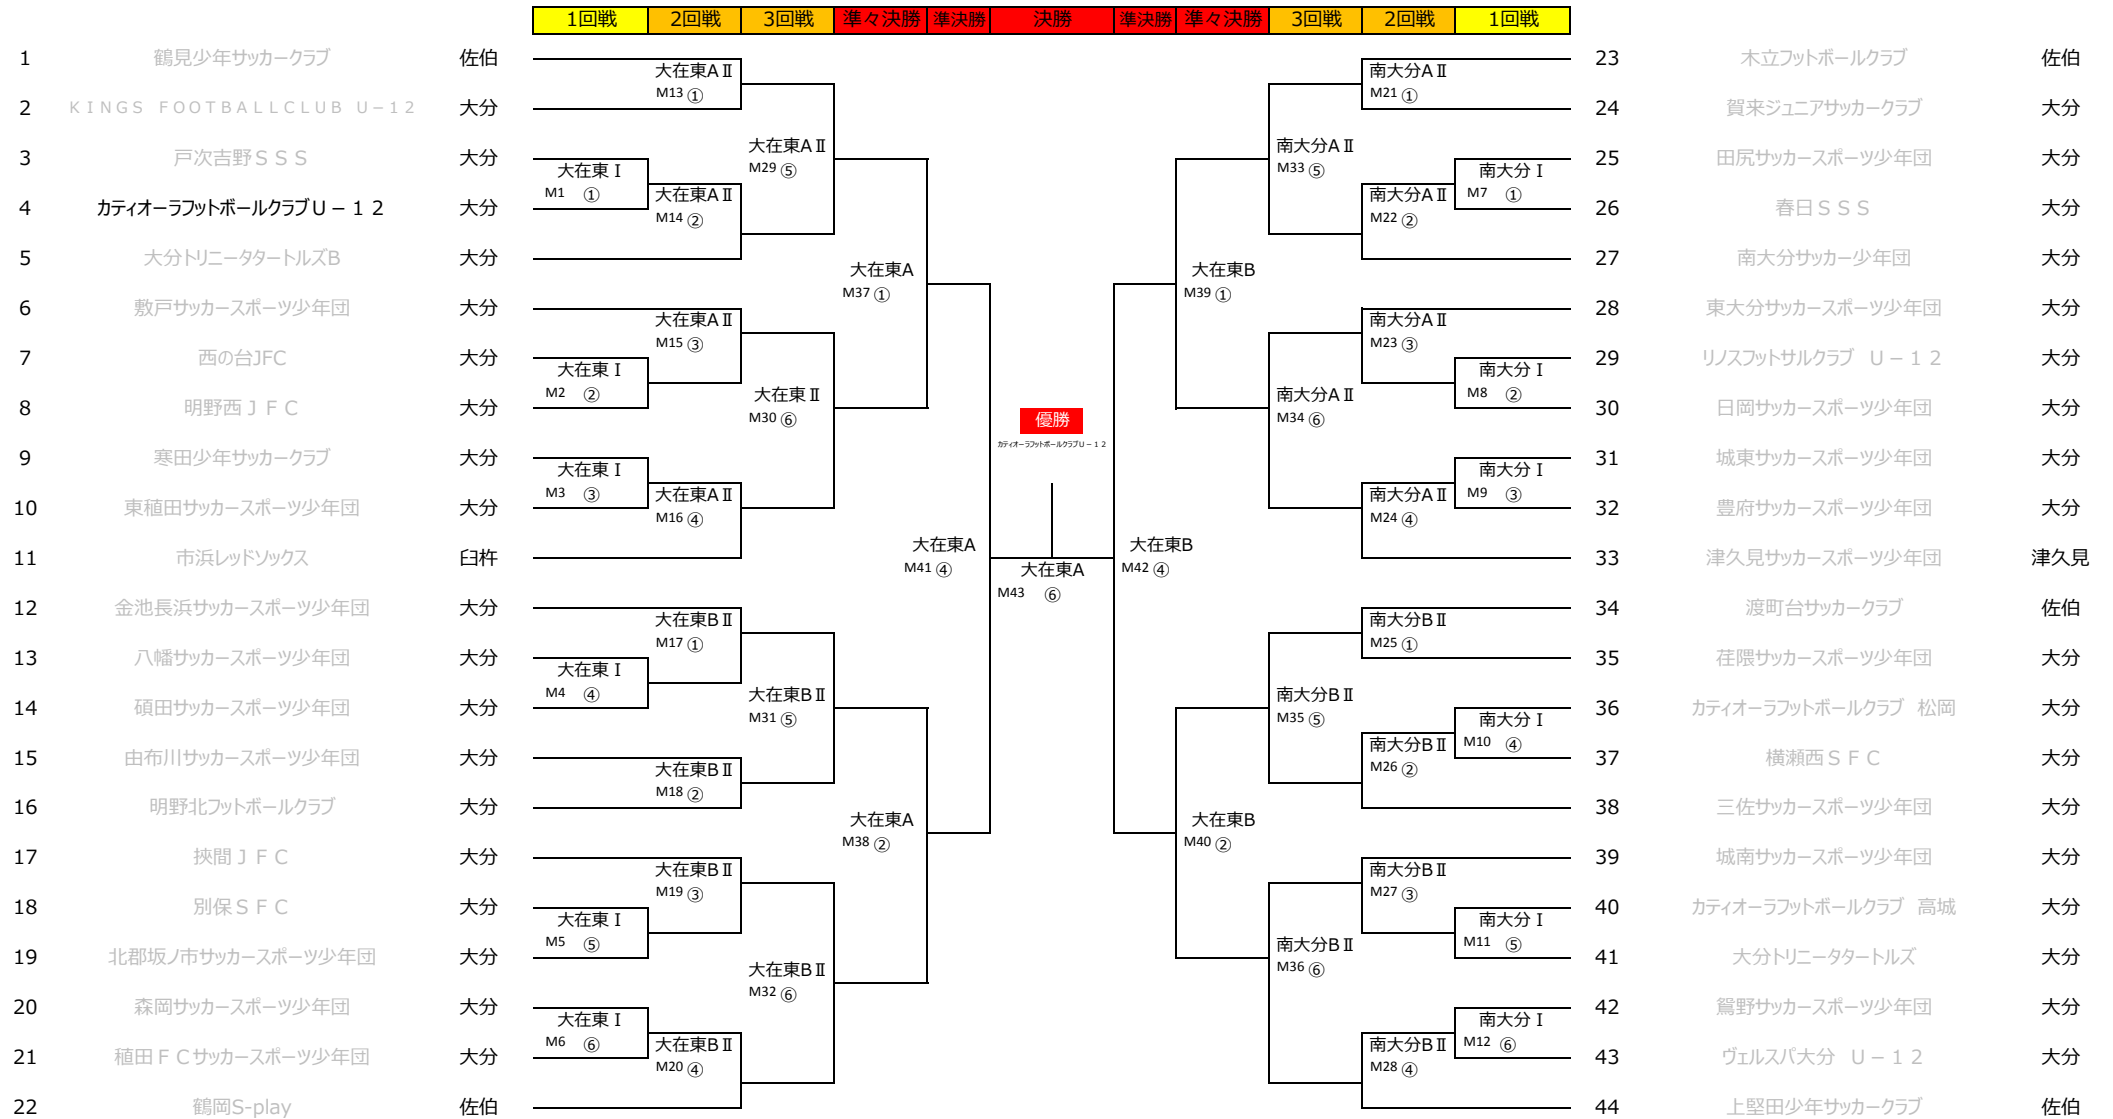 1回戦 2回戦 3回戦 準々決勝 準決勝 決勝 準決勝 準々決勝 3回戦 2回戦 1回戦
1 鶴見少年サッカークラブ 佐伯
2 ＫＩＮＧＳ ＦＯＯＴＢＡＬＬＣＬＵＢ Ｕ－１２ 大分
3 戸次吉野ＳＳＳ 大分
4 カティオーラフットボールクラブＵ－１２ 大分
5 大分トリニータタートルズB 大分
6 敷戸サッカースポーツ少年団 大分
7 西の台JFC 大分
8 明野西ＪＦＣ 大分
9 寒田少年サッカークラブ 大分
10 東稙田サッカースポーツ少年団 大分
11 市浜レッドソックス 臼杵
12 金池長浜サッカースポーツ少年団 大分
13 八幡サッカースポーツ少年団 大分
14 碩田サッカースポーツ少年団 大分
15 由布川サッカースポーツ少年団 大分
16 明野北フットボールクラブ 大分
17 挾間ＪＦＣ 大分
18 別保ＳＦＣ 大分
19 北郡坂ノ市サッカースポーツ少年団 大分
20 森岡サッカースポーツ少年団 大分
21 稙田ＦＣサッカースポーツ少年団 大分
22 鶴岡S-play 佐伯
大在東Ⅰ
M1 ①
大在東Ⅰ
M2 ②
大在東Ⅰ
M3 ③
大在東Ⅰ
M4 ④
大在東Ⅰ
M5 ⑤
大在東Ⅰ
M6 ⑥
大在東AⅡ
M13 ①
大在東AⅡ
M14 ②
大在東AⅡ
M15 ③
大在東AⅡ
M16 ④
大在東BⅡ
M17 ①
大在東BⅡ
M18 ②
大在東BⅡ
M19 ③
大在東BⅡ
M20 ④
大在東AⅡ
M29 ⑤
大在東Ⅱ
M30 ⑥
大在東BⅡ
M31 ⑤
大在東BⅡ
M32 ⑥
大在東A
M37 ①
大在東A
M38 ②
大在東A
M41 ④
優勝
カティオーラフットボールクラブＵ－１２
大在東A
M43 ⑥
大在東B
M42 ④
大在東B
M39 ①
大在東B
M40 ②
南大分AⅡ
M33 ⑤
南大分AⅡ
M34 ⑥
南大分BⅡ
M35 ⑤
南大分BⅡ
M36 ⑥
南大分AⅡ
M21 ①
南大分AⅡ
M22 ②
南大分AⅡ
M23 ③
南大分AⅡ
M24 ④
南大分BⅡ
M25 ①
南大分BⅡ
M26 ②
南大分BⅡ
M27 ③
南大分BⅡ
M28 ④
南大分Ⅰ
M7 ①
南大分Ⅰ
M8 ②
南大分Ⅰ
M9 ③
南大分Ⅰ
M10 ④
南大分Ⅰ
M11 ⑤
南大分Ⅰ
M12 ⑥
23 木立フットボールクラブ 佐伯
24 賀来ジュニアサッカークラブ 大分
25 田尻サッカースポーツ少年団 大分
26 春日ＳＳＳ 大分
27 南大分サッカー少年団 大分
28 東大分サッカースポーツ少年団 大分
29 リノスフットサルクラブ Ｕ－１２ 大分
30 日岡サッカースポーツ少年団 大分
31 城東サッカースポーツ少年団 大分
32 豊府サッカースポーツ少年団 大分
33 津久見サッカースポーツ少年団 津久見
34 渡町台サッカークラブ 佐伯
35 荏隈サッカースポーツ少年団 大分
36 カティオーラフットボールクラブ 松岡 大分
37 横瀬西ＳＦＣ 大分
38 三佐サッカースポーツ少年団 大分
39 城南サッカースポーツ少年団 大分
40 カティオーラフットボールクラブ 高城 大分
41 大分トリニータタートルズ 大分
42 鴛野サッカースポーツ少年団 大分
43 ヴェルスパ大分 Ｕ－１２ 大分
44 上堅田少年サッカークラブ 佐伯